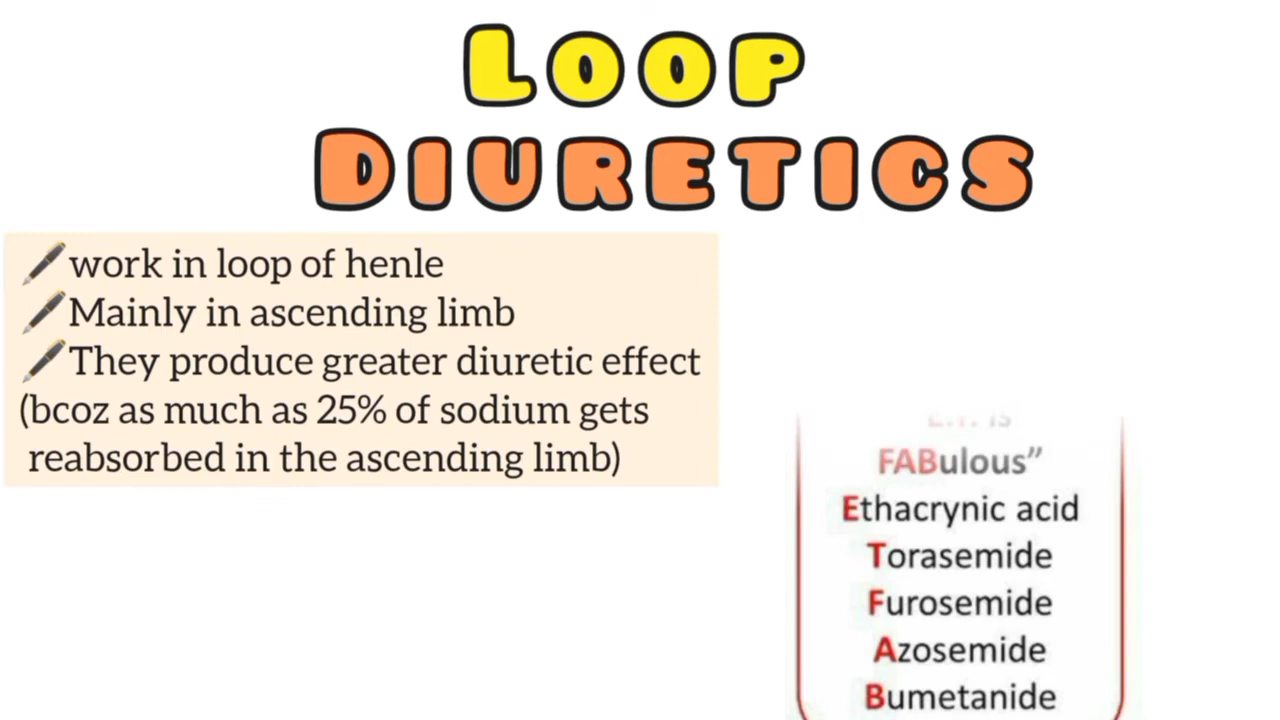 LOOP
DIURETICS
work in loop of henle
Mainly in ascending limb
They produce greater diuretic effect
(bcoz as much as 25% of sodium gets
reabsorbed in the ascending limb)
E.T. is
FABulous”
Ethacrynic acid
Torasemide
Furosemide
Azosemide
Bumetanide